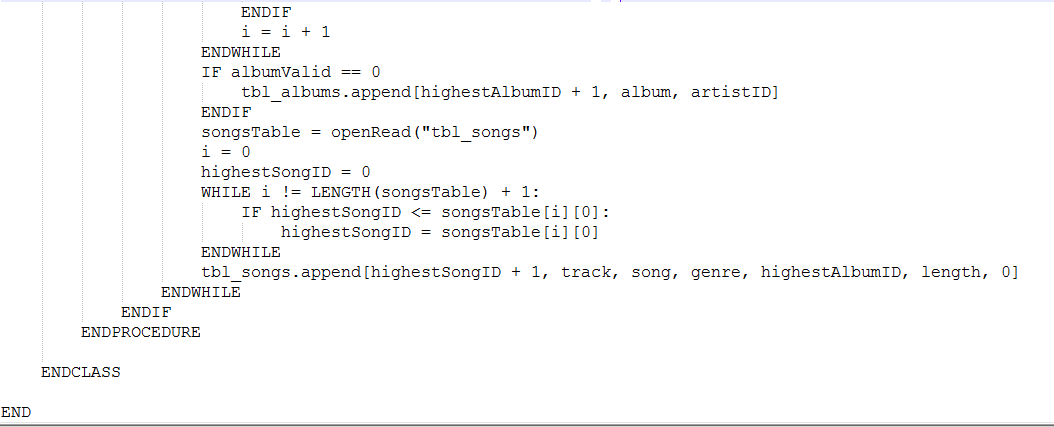 ENDIF
i = i + 1
ENDWHILE
IF albumValid == 0
tbl_albums.append[highestAlbumID + 1, album, artistID]
ENDIF
songsTable = openRead("tbl_songs")
i = 0
highestSongID = 0
WHILE i != LENGTH(songsTable) + 1:
IF highestSongID <= songsTable[i][0]:
highestSongID = songsTable[i][0]
ENDWHILE
tbl_songs.append[highestSongID + 1, track, song, genre, highestAlbumID, length, 0]
ENDWHILE
ENDIF
ENDPROCEDURE
ENDCLASS
END